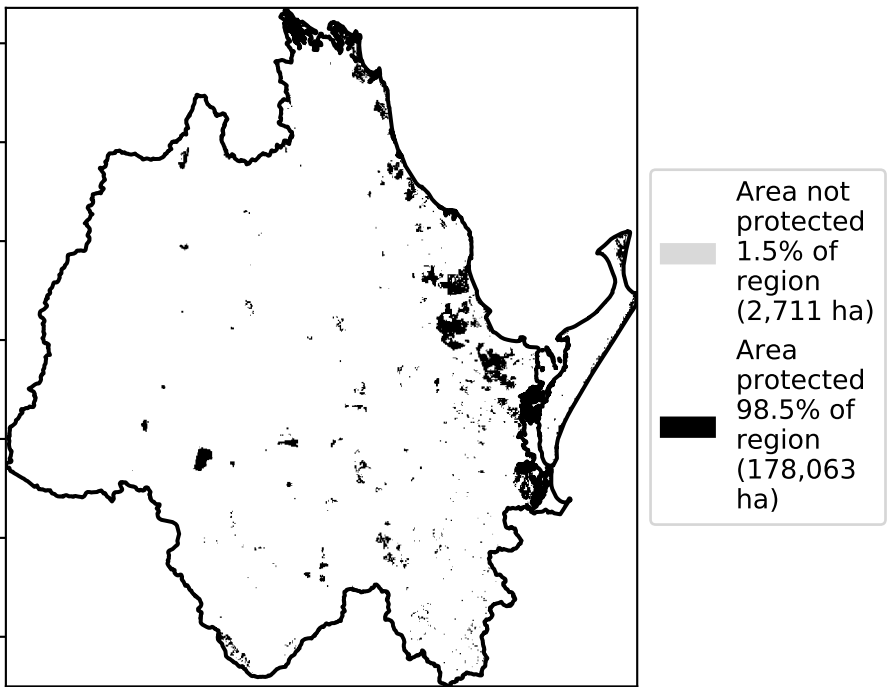 Area not
protected
1.5% of
region
(2,711 ha)
Area
protected
98.5% of
region
(178,063
ha)